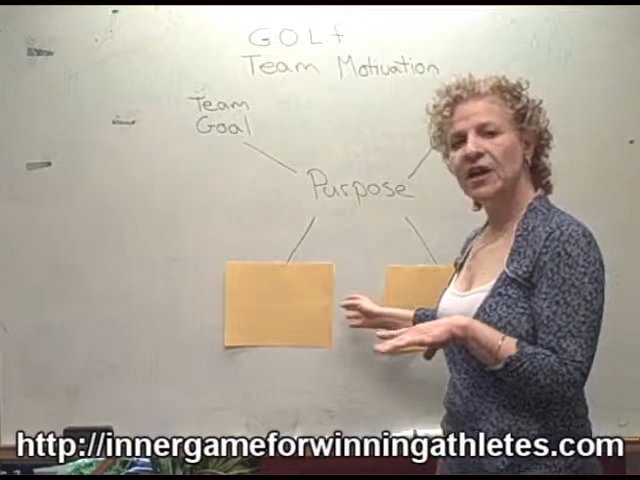 GOLf
Team Motivation
Team
Goal
Purpose
http://innergameforwinningathletes.com